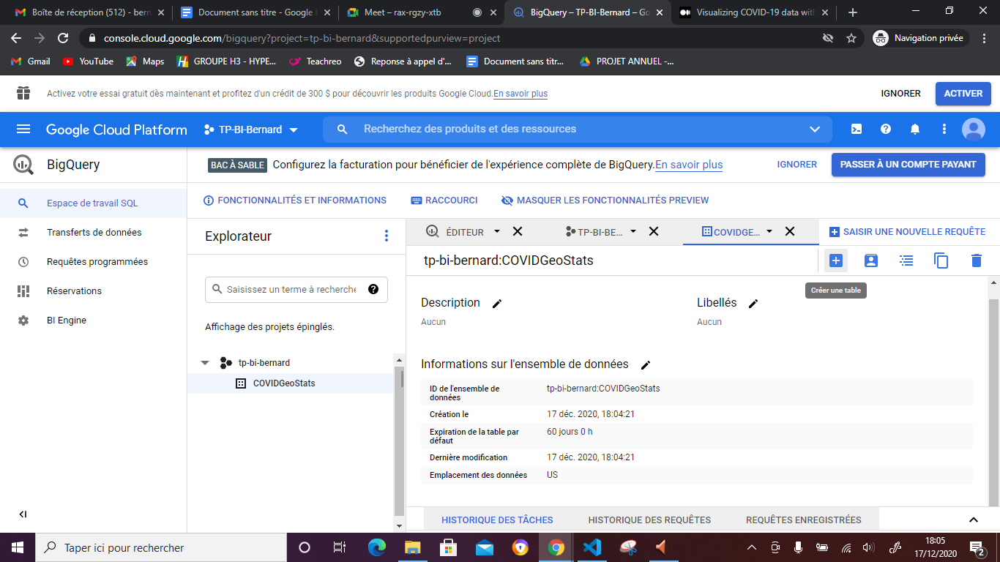 Boîte de réception (512) - bern
Document sans titre - Google
Meet – rax-rgzy-xtb
BigQuery – TP-BI-Bernard – Go
Visualizing COVID-19 data with
console.cloud.google.com/bigquery?project=tp-bi-bernard&supportedpurview=project
Navigation privée
Gmail
YouTube
Maps
GROUPE H3 - HYPE...
Teachreo
Reponse à appel d'...
Document sans titr...
PROJET ANNUEL -...
Activez votre essai gratuit dès maintenant et profitez d'un crédit de 300 $ pour découvrir les produits Google Cloud. En savoir plus
IGNORER
ACTIVER
Google Cloud Platform
TP-BI-Bernard
Recherchez des produits et des ressources
BigQuery
BAC À SABLE
Configurez la facturation pour bénéficier de l'expérience complète de BigQuery. En savoir plus
IGNORER
PASSER À UN COMPTE PAYANT
Espace de travail SQL
Transferts de données
Requêtes programmées
Réservations
BI Engine
FONCTIONNALITÉS ET INFORMATIONS
RACCOURCI
MASQUER LES FONCTIONNALITÉS PREVIEW
Explorateur
Saisissez un terme à recherche
Affichage des projets épinglés.
tp-bi-bernard
COVIDGeoStats
ÉDITEUR
TP-BI-BE...
COVIDGE...
SAISIR UNE NOUVELLE REQUÊTE
tp-bi-bernard:COVIDGeoStats
Créer une table
Description
Aucun
Libellés
Aucun
Informations sur l'ensemble de données
ID de l'ensemble de
données
tp-bi-bernard:COVIDGeoStats
Création le
17 déc. 2020, 18:04:21
Expiration de la table par
défaut
60 jours 0 h
Dernière modification
17 déc. 2020, 18:04:21
Emplacement des données
US
HISTORIQUE DES TÂCHES
HISTORIQUE DES REQUÊTES
REQUÊTES ENREGISTRÉES
Taper ici pour rechercher
18:05
17/12/2020
2